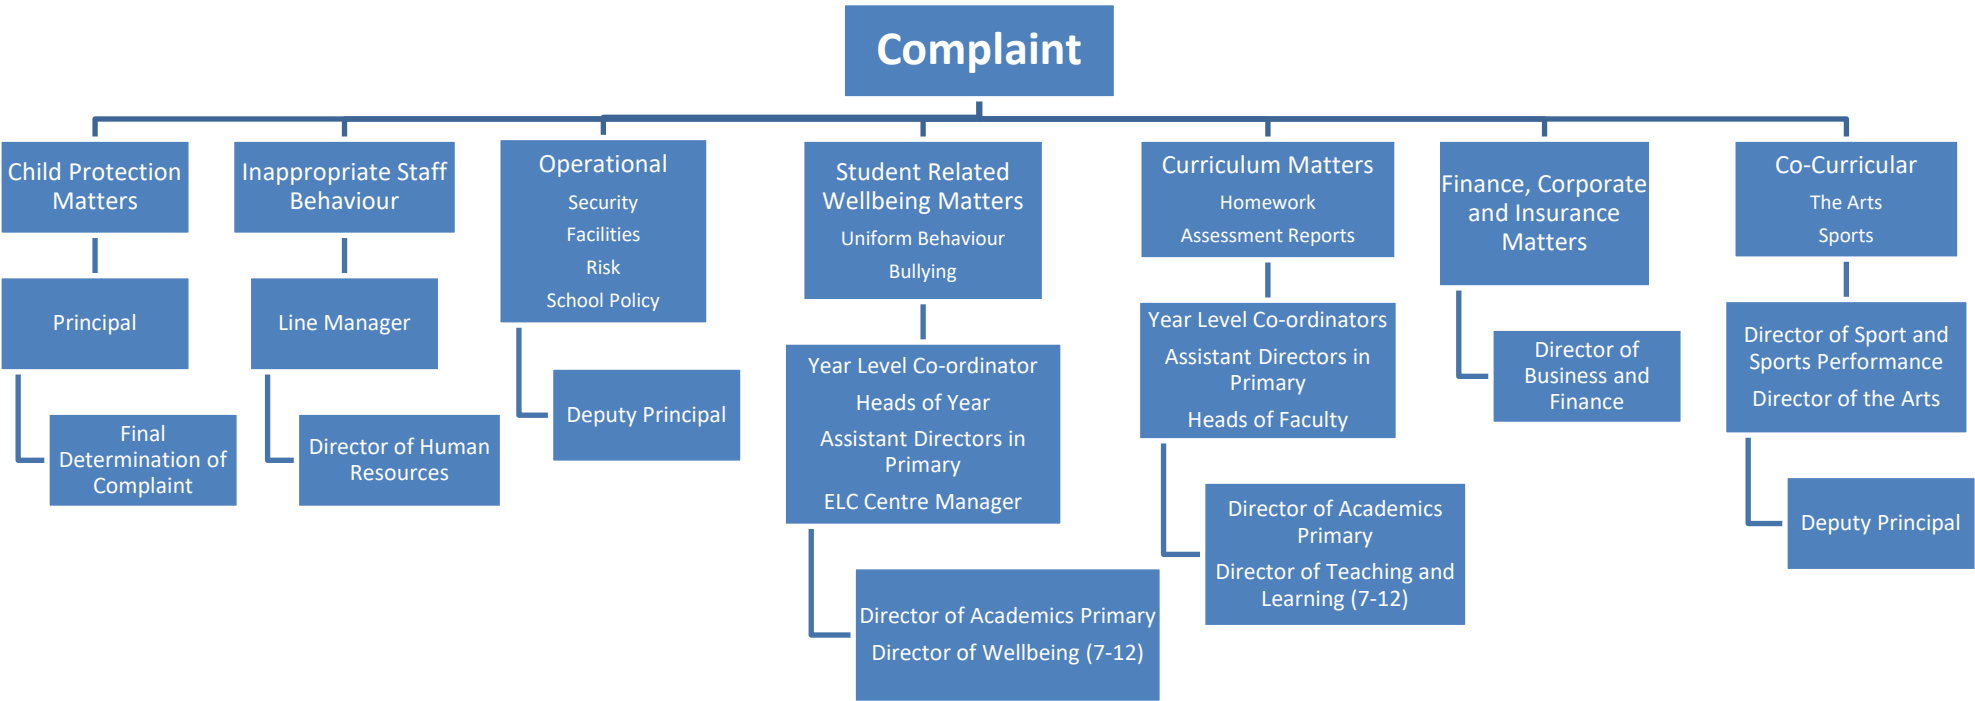 Complaint
Child Protection
Matters
Principal
Final
Determination of
Complaint
Inappropriate Staff
Behaviour
Line Manager
Director of Human
Resources
Operational
Security
Facilities
Risk
School Policy
Deputy Principal
Student Related
Wellbeing Matters
Uniform Behaviour
Bullying
Year Level Co-ordinator
Heads of Year
Assistant Directors in
Primary
ELC Centre Manager
Director of Academics Primary
Director of Wellbeing (7-12)
Curriculum Matters
Homework
Assessment Reports
Year Level Co-ordinators
Assistant Directors in
Primary
Heads of Faculty
Director of Academics
Primary
Director of Teaching and
Learning (7-12)
Finance, Corporate
and Insurance
Matters
Director of
Business and
Finance
Co-Curricular
The Arts
Sports
Director of Sport and
Sports Performance
Director of the Arts
Deputy Principal